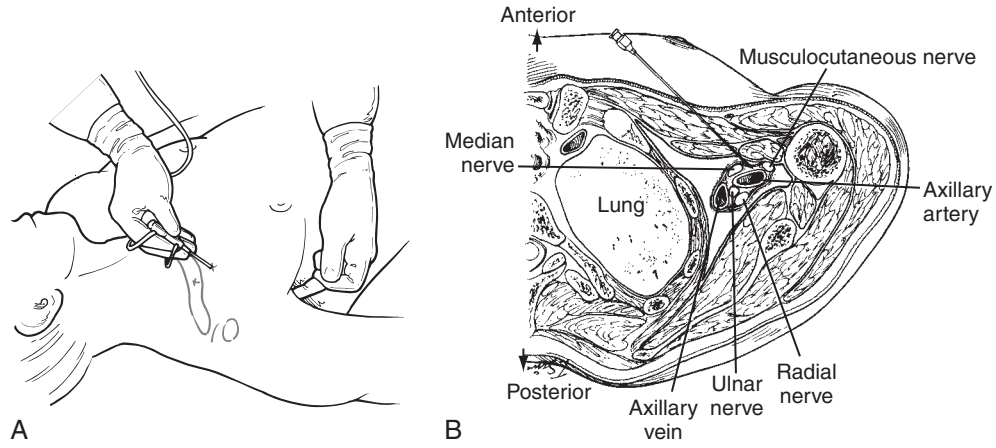 Anterior
Musculocutaneous nerve
Median
nerve
Lung
Axillary
artery
Posterior
Axillary
vein
Ulnar
nerve
Radial
nerve
A
B